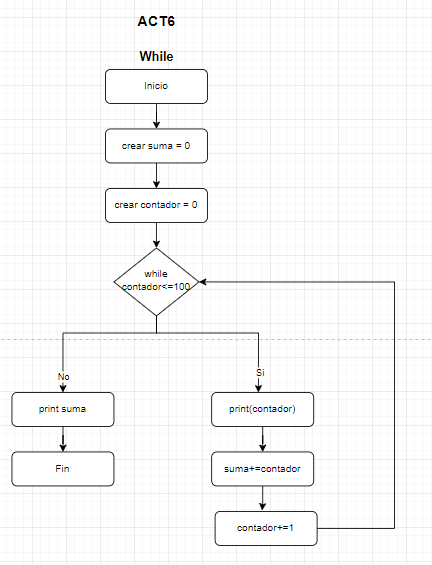 ACT6
While
Inicio
crear suma = 0
crear contador = 0
while
contador<=100
No
Si
print suma
print(contador)
Fin
suma+=contador
contador+=1